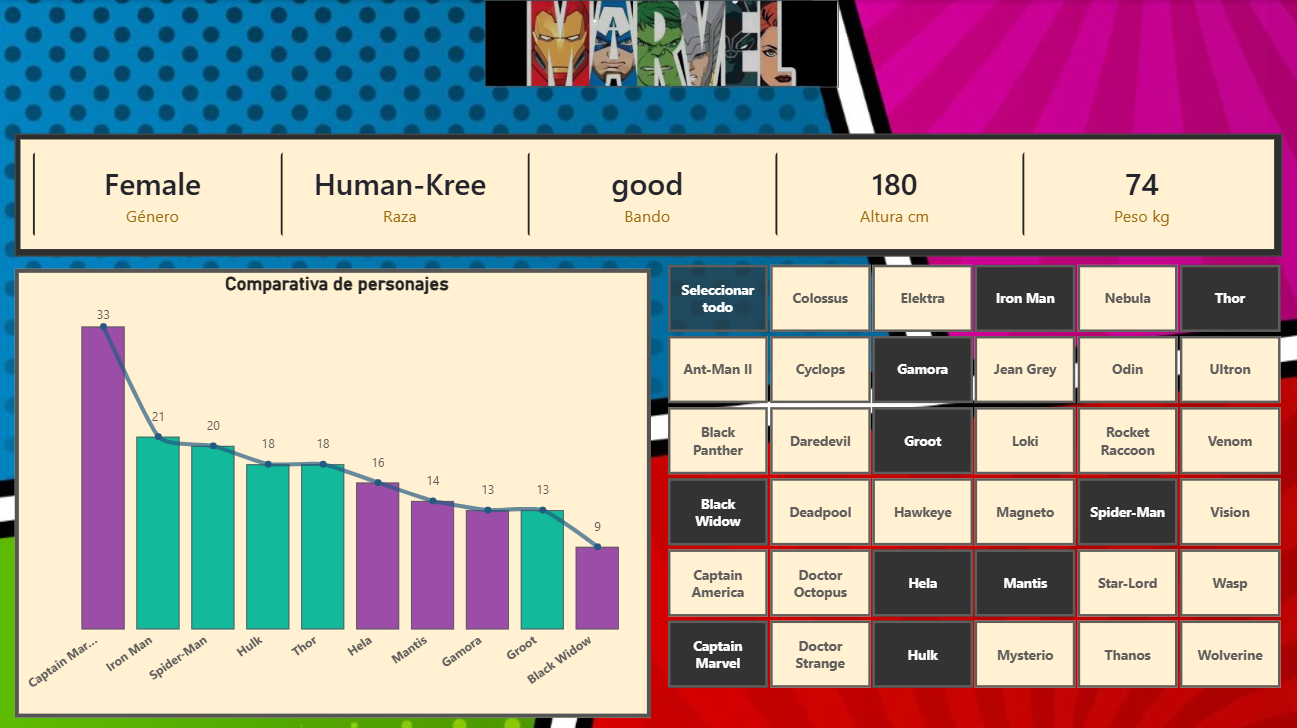 MARVEL
Female
Género
Human-Kree
Raza
good
Bando
180
Altura cm
74
Peso kg
Comparativa de personajes
33
21
20
18
18
16
14
13
13
9
Captain Mar...
Iron Man
Spider-Man
Hulk
Thor
Hela
Mantis
Gamora
Groot
Black Widow
Seleccionar
todo
Colossus
Elektra
Iron Man
Nebula
Thor
Ant-Man II
Cyclops
Gamora
Jean Grey
Odin
Ultron
Black
Panther
Daredevil
Groot
Loki
Rocket
Raccoon
Venom
Black
Widow
Deadpool
Hawkeye
Magneto
Spider-Man
Vision
Captain
America
Doctor
Octopus
Hela
Mantis
Star-Lord
Wasp
Captain
Marvel
Doctor
Strange
Hulk
Mysterio
Thanos
Wolverine